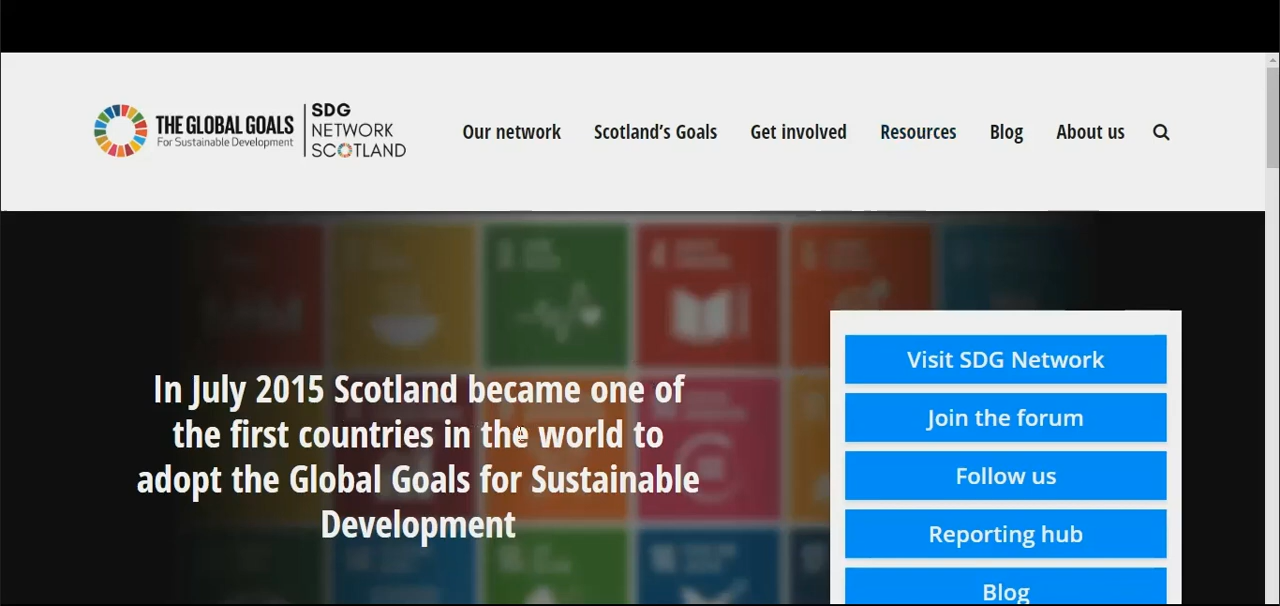 THE GLOBAL GOALS
For Sustainable Development
SDG
NETWORK
SCOTLAND
Our network
Scotland's Goals
Get involved
Resources
Blog
About us
In July 2015 Scotland became one of
the first countries in the world to
adopt the Global Goals for Sustainable
Development
Visit SDG Network
Join the forum
Follow us
Reporting hub
Blog